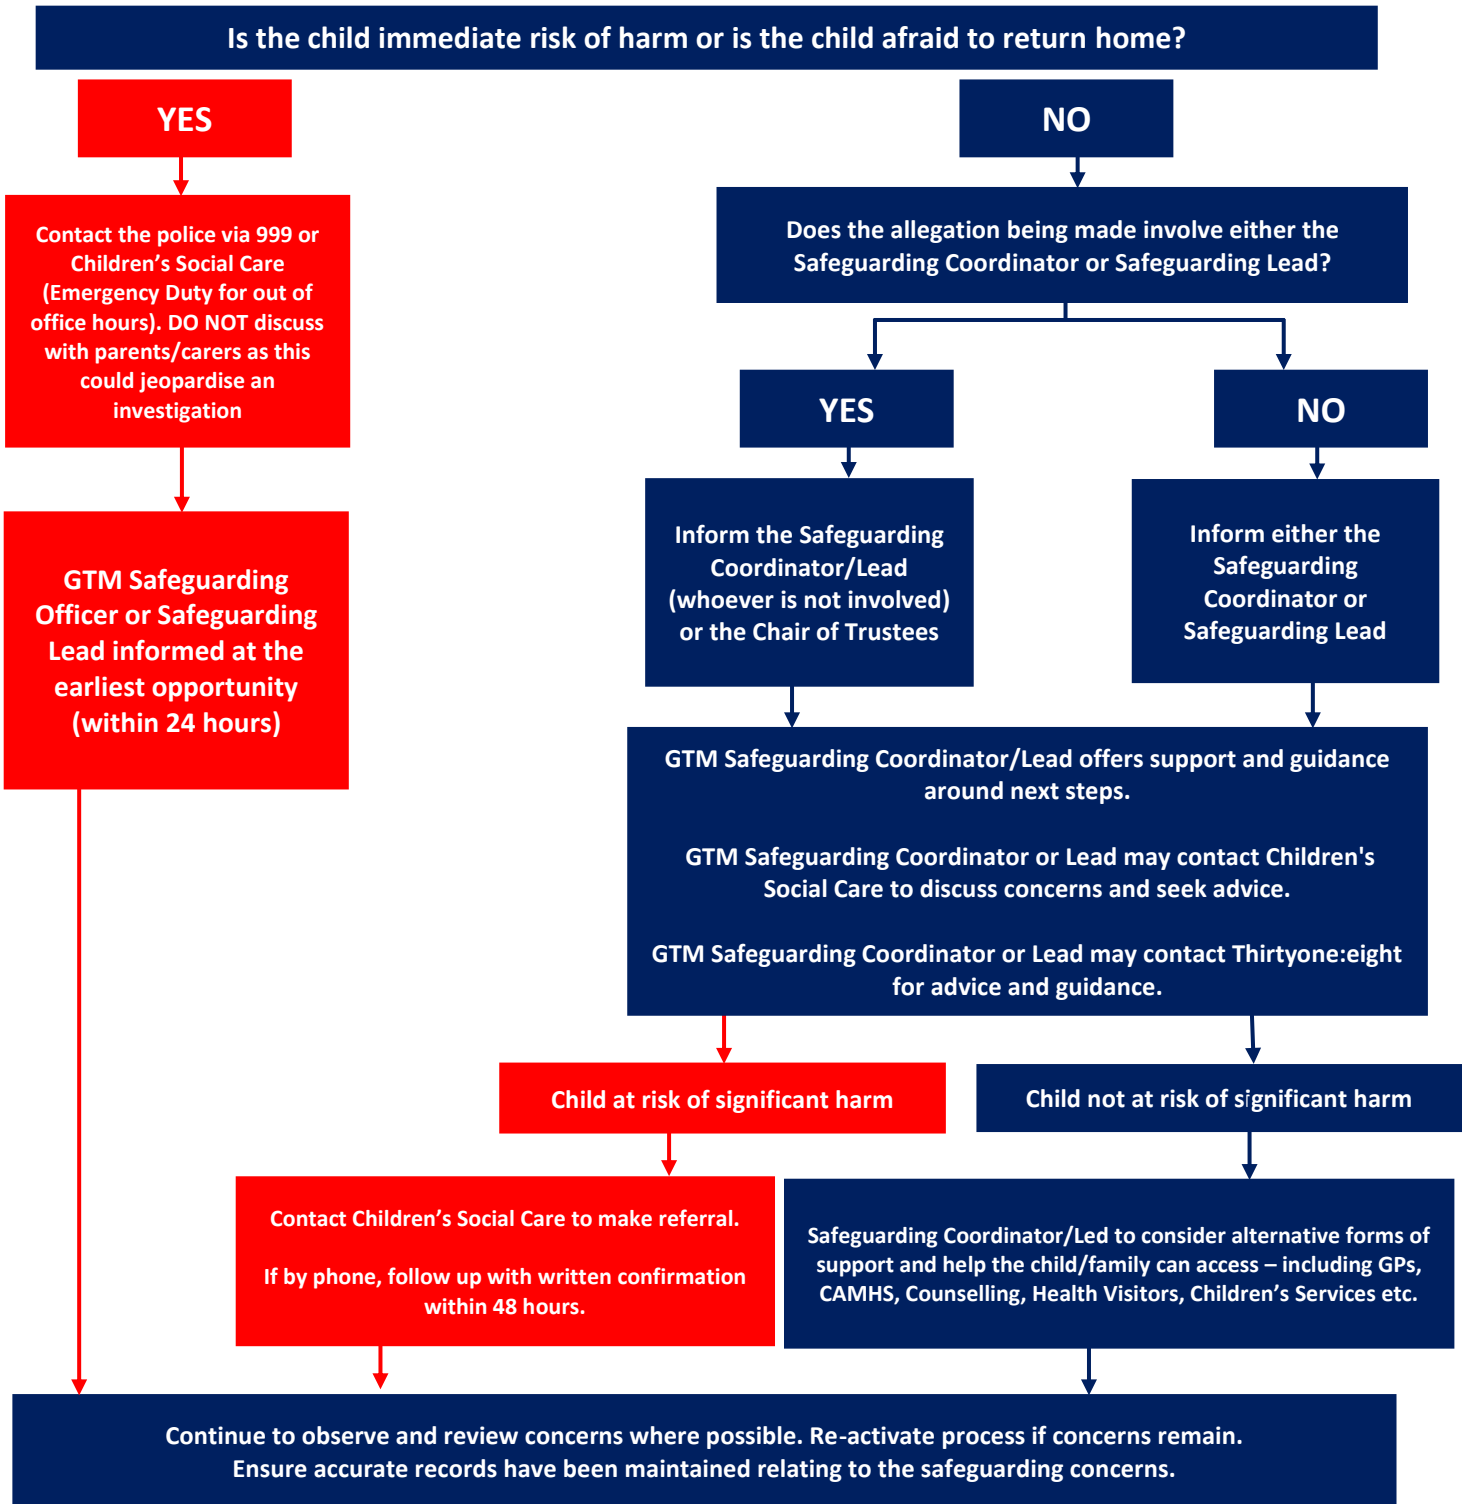 Is the child immediate risk of harm or is the child afraid to return home?
YES
NO
Contact the police via 999 or
Children’s Social Care
(Emergency Duty for out of
office hours). DO NOT discuss
with parents/carers as this
could jeopardise an
investigation
Does the allegation being made involve either the
Safeguarding Coordinator or Safeguarding Lead?
YES
NO
GTM Safeguarding
Officer or Safeguarding
Lead informed at the
earliest opportunity
(within 24 hours)
Inform the Safeguarding
Coordinator/Lead
(whoever is not involved)
or the Chair of Trustees
Inform either the
Safeguarding
Coordinator or
Safeguarding Lead
GTM Safeguarding Coordinator/Lead offers support and guidance
around next steps.
GTM Safeguarding Coordinator or Lead may contact Children's
Social Care to discuss concerns and seek advice.
GTM Safeguarding Coordinator or Lead may contact Thirtyone:eight
for advice and guidance.
Child at risk of significant harm
Child not at risk of significant harm
Contact Children’s Social Care to make referral.
If by phone, follow up with written confirmation
within 48 hours.
Safeguarding Coordinator/Led to consider alternative forms of
support and help the child/family can access – including GPs,
CAMHS, Counselling, Health Visitors, Children’s Services etc.
Continue to observe and review concerns where possible. Re-activate process if concerns remain.
Ensure accurate records have been maintained relating to the safeguarding concerns.